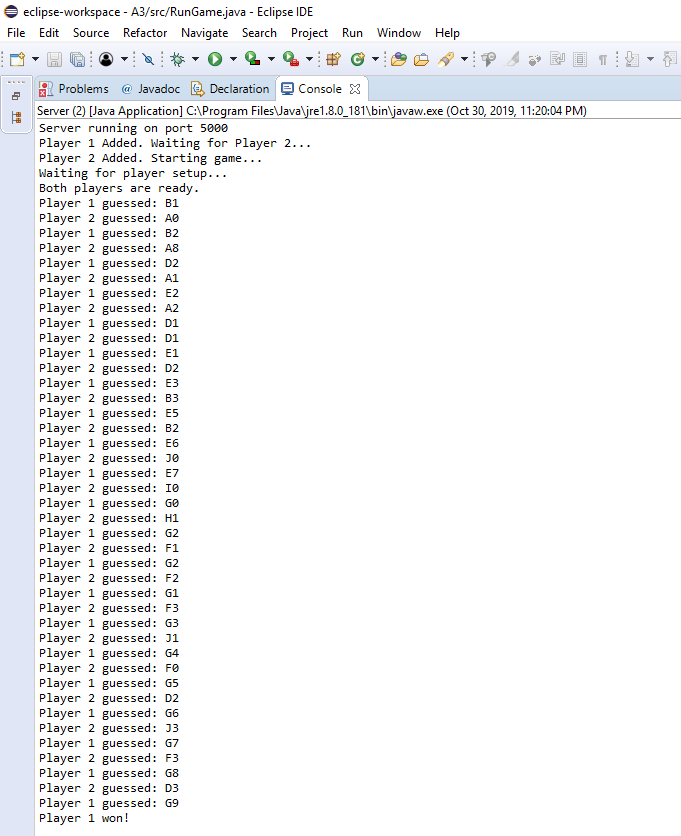 eclipse-workspace - A3/src/RunGame.java - Eclipse IDE
File Edit Source Refactor Navigate Search Project Run Window Help
Problems @ Javadoc Declaration Console
Server (2) [Java Application] C:\Program Files\Java\jre1.8.0_181\bin\javaw.exe (Oct 30, 2019, 11:20:04 PM)
Server running on port 5000
Player 1 Added. Waiting for Player 2...
Player 2 Added. Starting game...
Waiting for player setup...
Both players are ready.
Player 1 guessed: B1
Player 2 guessed: A0
Player 1 guessed: B2
Player 2 guessed: A8
Player 1 guessed: D2
Player 2 guessed: A1
Player 1 guessed: E2
Player 2 guessed: A2
Player 1 guessed: D1
Player 2 guessed: D1
Player 1 guessed: E1
Player 2 guessed: D2
Player 1 guessed: E3
Player 2 guessed: B3
Player 1 guessed: E5
Player 2 guessed: B2
Player 1 guessed: E6
Player 2 guessed: J0
Player 1 guessed: E7
Player 2 guessed: I0
Player 1 guessed: G0
Player 2 guessed: H1
Player 1 guessed: G2
Player 2 guessed: F1
Player 1 guessed: G2
Player 2 guessed: F2
Player 1 guessed: G1
Player 2 guessed: F3
Player 1 guessed: G3
Player 2 guessed: J1
Player 1 guessed: G4
Player 2 guessed: F0
Player 1 guessed: G5
Player 2 guessed: D2
Player 1 guessed: G6
Player 2 guessed: J3
Player 1 guessed: G7
Player 2 guessed: F3
Player 1 guessed: G8
Player 2 guessed: D3
Player 1 guessed: G9
Player 1 won!